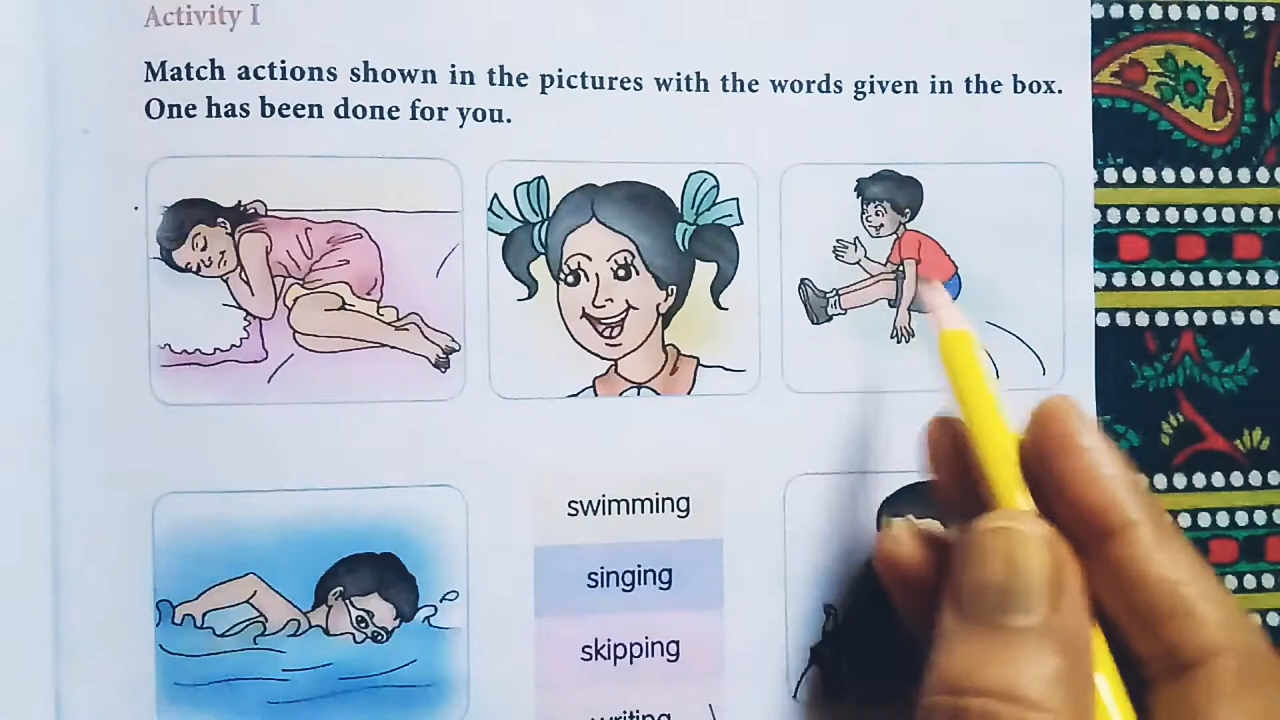 Activity I
Match actions shown in the pictures with the words given in the box.
One has been done for you.
swimming
singing
skipping
writing